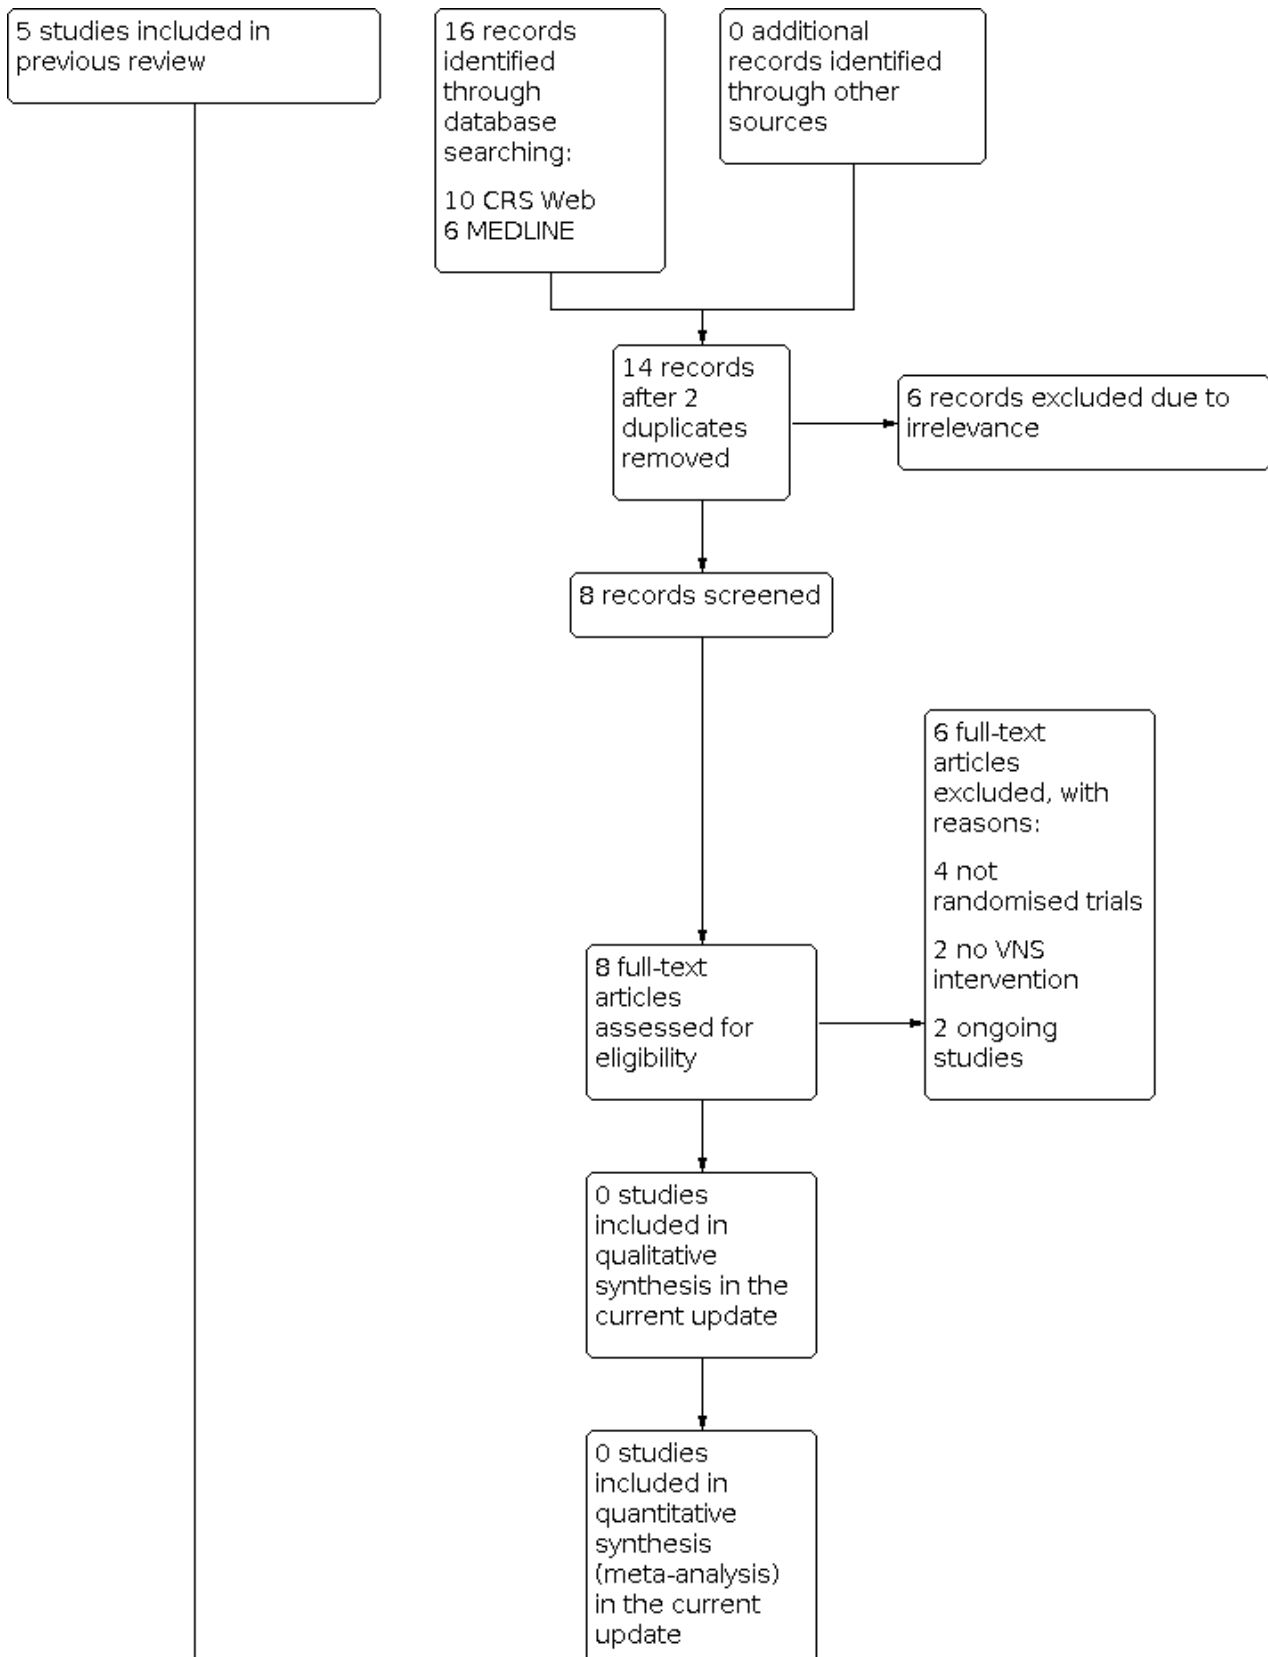 5 studies included in
previous review
16 records
identified
through
database
searching:
10 CRS Web
6 MEDLINE
0 additional
records identified
through other
sources
14 records
after 2
duplicates
removed
6 records excluded due to
irrelevance
8 records screened
6 full-text
articles
excluded, with
reasons:
4 not
randomised trials
2 no VNS
intervention
2 ongoing
studies
8 full-text
articles
assessed for
eligibility
0 studies
included in
qualitative
synthesis in the
current update
0 studies
included in
quantitative
synthesis
(meta-analysis)
in the current
update